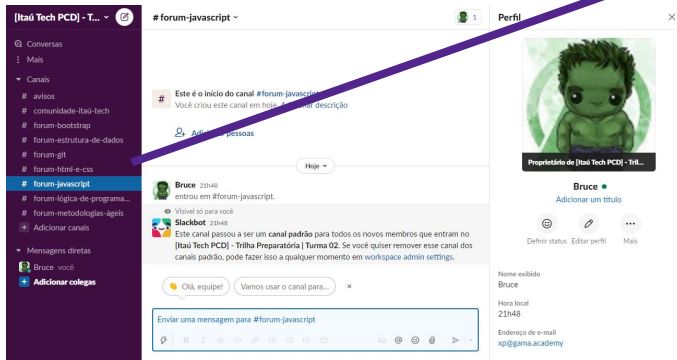 [Itaú Tech PCD] - T...
Conversas
Mais
Canais
# avisos
# comunidade-itaú-tech
# forum-bootstrap
# forum-estrutura-de-dados
# forum-git
# forum-html-e-css
# forum-javascript
# forum-lógica-de-programa...
# forum-metodologias-ágeis
+ Adicionar canais
Mensagens diretas
Bruce você
+ Adicionar colegas
# forum-javascript
1
# Este é o início do canal #forum-javascript
Você criou este canal em hoje. descrição
pessoas
Hoje
Bruce 21h48
entrou em #forum-javascript.
Visível só para você
Slackbot 21h48
Este canal passou a ser um canal padrão para todos os novos membros que entram no
[Itaú Tech PCD] - Trilha Preparatória | Turma 02. Se você quiser remover esse canal dos
canais padrão, pode fazer isso a qualquer momento em workspace admin settings.
Olá, equipe!
Vamos usar o canal para...
×
Enviar uma mensagem para #forum-javascript
B I S </>
Aa @
Perfil
×
Proprietário de [Itaú Tech PCD] - Tril...
Bruce
Adicionar um título
Definir status Editar perfil Mais
Nome exibido
Bruce
Hora local
21h48
Endereço de e-mail
xp@gama.academy